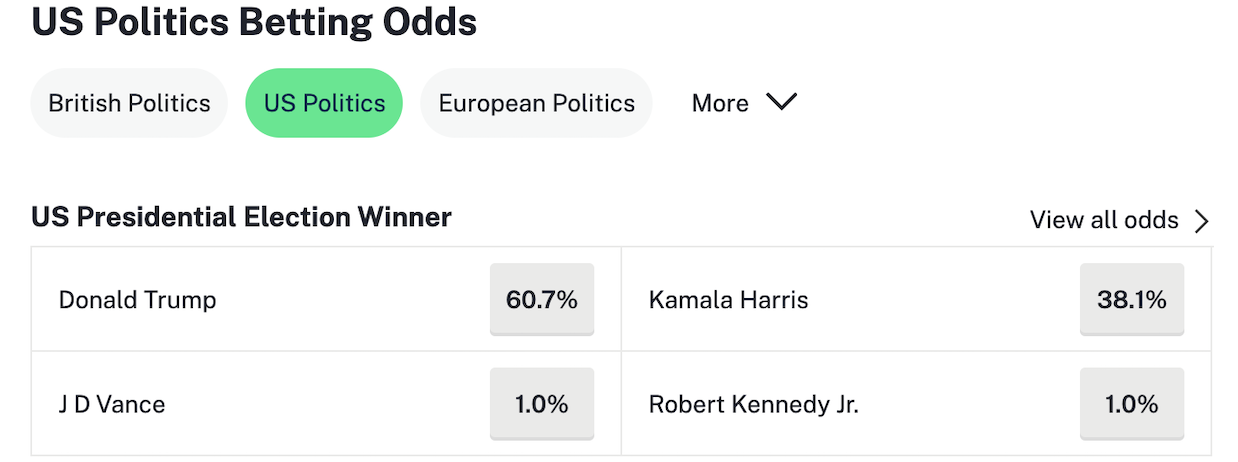 US Politics Betting Odds
British Politics
US Politics
European Politics
More
US Presidential Election Winner
View all odds
Donald Trump
60.7%
Kamala Harris
38.1%
J D Vance
1.0%
Robert Kennedy Jr.
1.0%